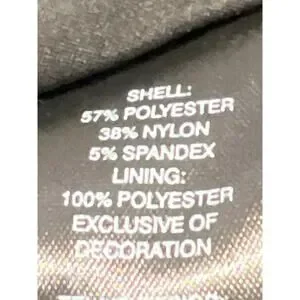 SHELL:
57% POLYESTER
38% NYLON
5% SPANDEX
LINING:
100% POLYESTER
EXCLUSIVE OF
DECORATION